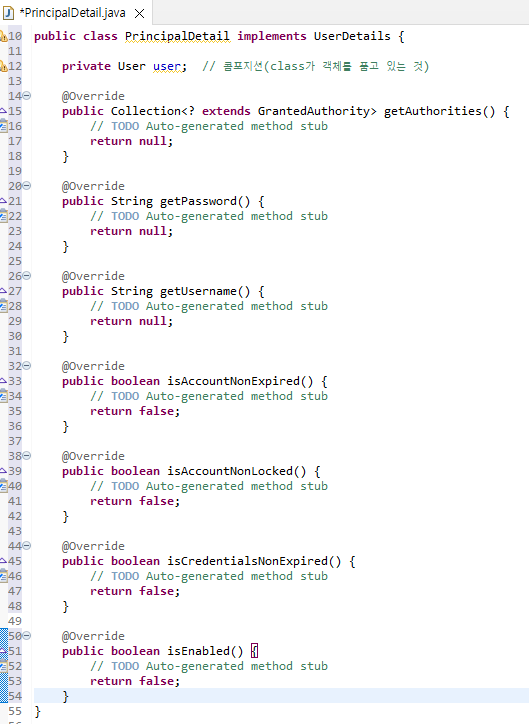 *PrincipalDetail.java
10 public class PrincipalDetail implements UserDetails {
11
12     private User user;  // 콤포지션(class가 객체를 품고 있는 것)
13
14     @Override
15     public Collection<? extends GrantedAuthority> getAuthorities() {
16         // TODO Auto-generated method stub
17         return null;
18     }
19
20     @Override
21     public String getPassword() {
22         // TODO Auto-generated method stub
23         return null;
24     }
25
26     @Override
27     public String getUsername() {
28         // TODO Auto-generated method stub
29         return null;
30     }
31
32     @Override
33     public boolean isAccountNonExpired() {
34         // TODO Auto-generated method stub
35         return false;
36     }
37
38     @Override
39     public boolean isAccountNonLocked() {
40         // TODO Auto-generated method stub
41         return false;
42     }
43
44     @Override
45     public boolean isCredentialsNonExpired() {
46         // TODO Auto-generated method stub
47         return false;
48     }
49
50     @Override
51     public boolean isEnabled() {
52         // TODO Auto-generated method stub
53         return false;
54     }
55 }